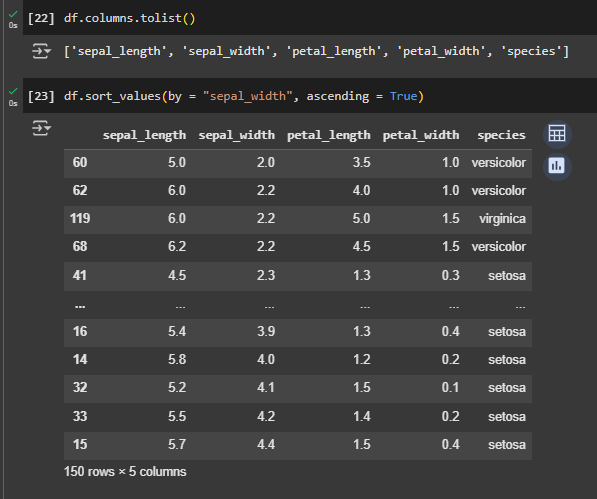 [22] df.columns.tolist()
0s
['sepal_length', 'sepal_width', 'petal_length', 'petal_width', 'species']
[23] df.sort_values(by = "sepal_width", ascending = True)
0s
sepal_length sepal_width petal_length petal_width species
60 5.0 2.0 3.5 1.0 versicolor
62 6.0 2.2 4.0 1.0 versicolor
119 6.0 2.2 5.0 1.5 virginica
68 6.2 2.2 4.5 1.5 versicolor
41 4.5 2.3 1.3 0.3 setosa
... ... ... ... ... ...
16 5.4 3.9 1.3 0.4 setosa
14 5.8 4.0 1.2 0.2 setosa
32 5.2 4.1 1.5 0.1 setosa
33 5.5 4.2 1.4 0.2 setosa
15 5.7 4.4 1.5 0.4 setosa
150 rows × 5 columns